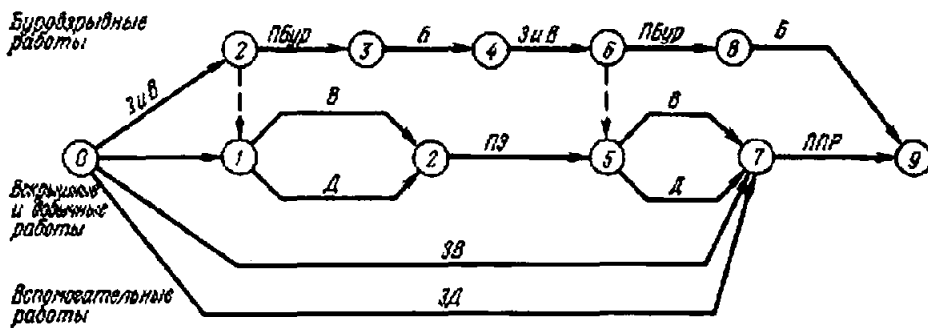 Буровзрывные
работы
2 ПБур 3 Б 4 З и В 6 ПБур 8 Б
З и В
0 1 В Д 2 ПЭ 5 В Д 7 ППР 9
Вскрышные
и добычные
работы
ЗВ
Вспомогательные
работы
ЗД